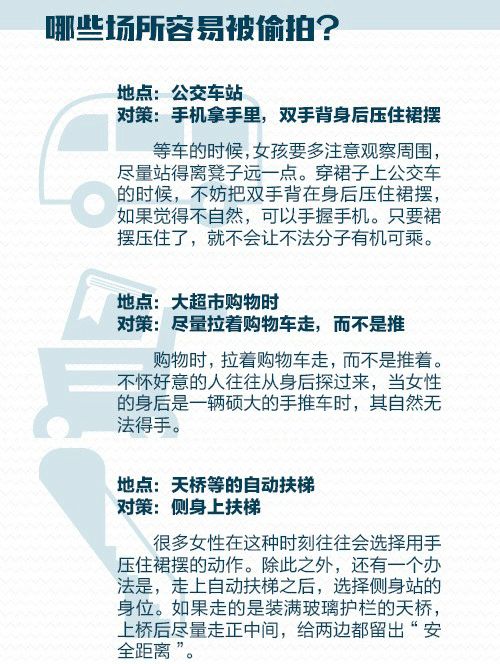 哪些场所容易被偷拍？
地点：公交车站
对策：手机拿手里，双手背身后压住裙摆
等车的时候，女孩要多注意观察周围，
尽量站得离凳子远一点。穿裙子上公交车
的时候，不妨把双手背在身后压住裙摆，
如果觉得不自然，可以手握手机。只要裙
摆压住了，就不会让不法分子有机可乘。
地点：大超市购物时
对策：尽量拉着购物车走，而不是推
购物时，拉着购物车走，而不是推着。
不怀好意的人往往从身后探过来，当女性
的身后是一辆硕大的手推车时，其自然无
法得手。
地点：天桥等的自动扶梯
对策：侧身上扶梯
很多女性在这种时刻往往会选择用手
压住裙摆的动作。除此之外，还有一个办
法是，走上自动扶梯之后，选择侧身站的
身位。如果走的是装满玻璃护栏的天桥，
上桥后尽量走正中间，给两边都留出“安
全距离”。